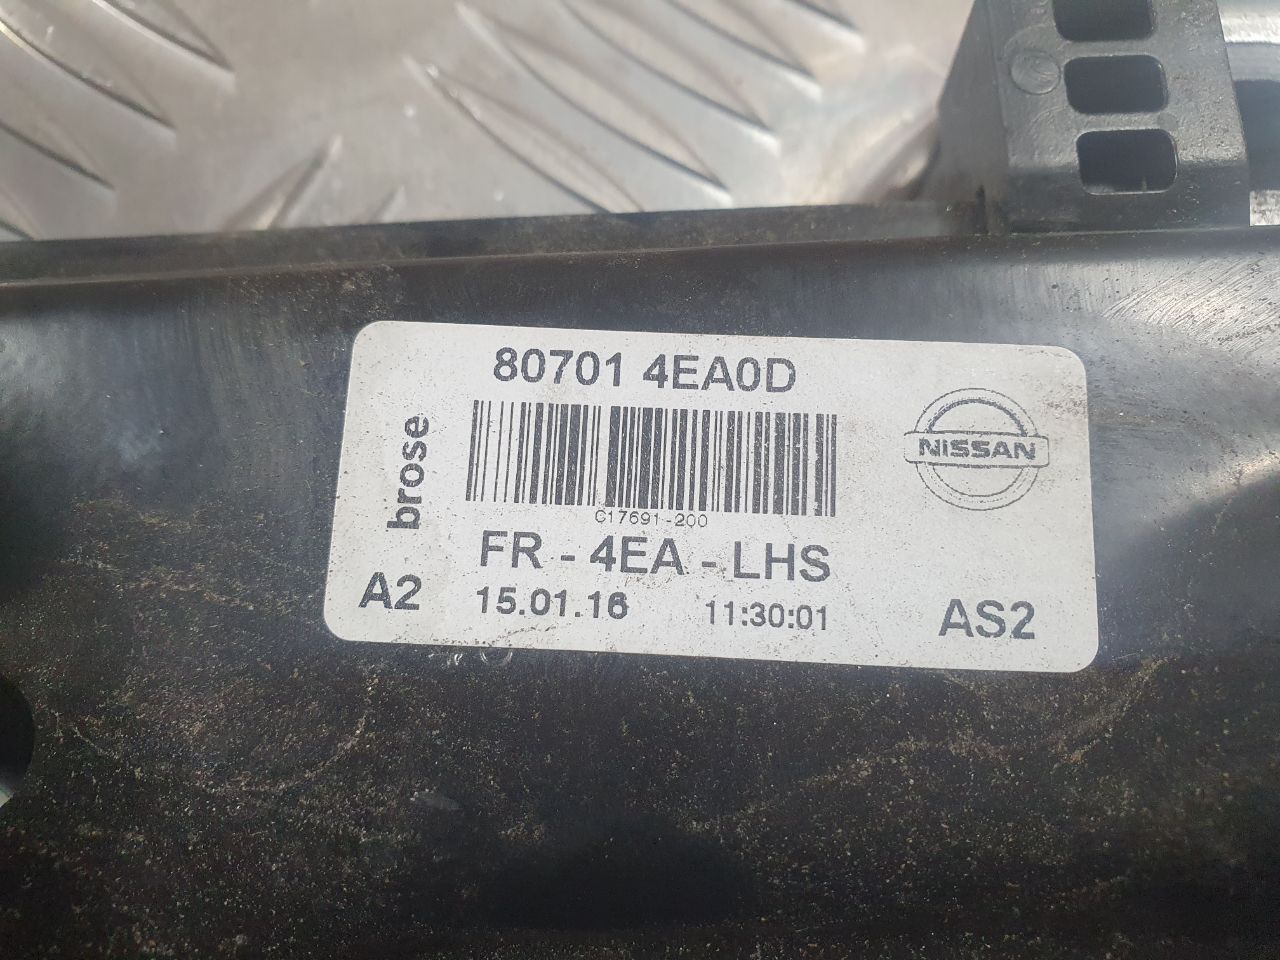 80701 4EA0D
brose
NISSAN
C17691-200
FR - 4EA - LHS
A2
15.01.16
11:30:01
AS2